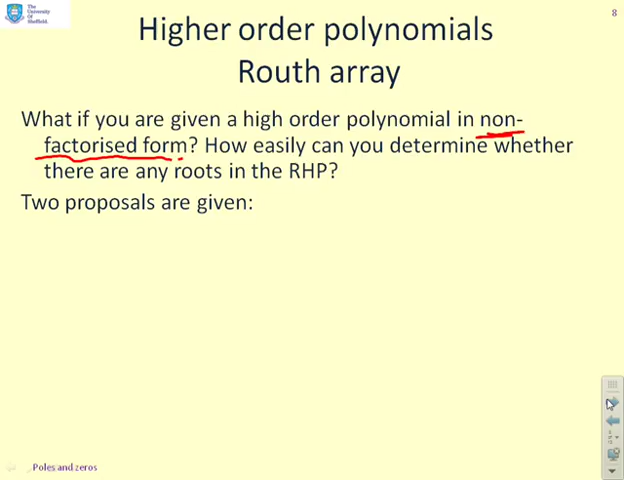 The
University
Of
Sheffield.
8
Higher order polynomials
Routh array
What if you are given a high order polynomial in non-
factorised form? How easily can you determine whether
there are any roots in the RHP?
Two proposals are given:
Poles and zeros